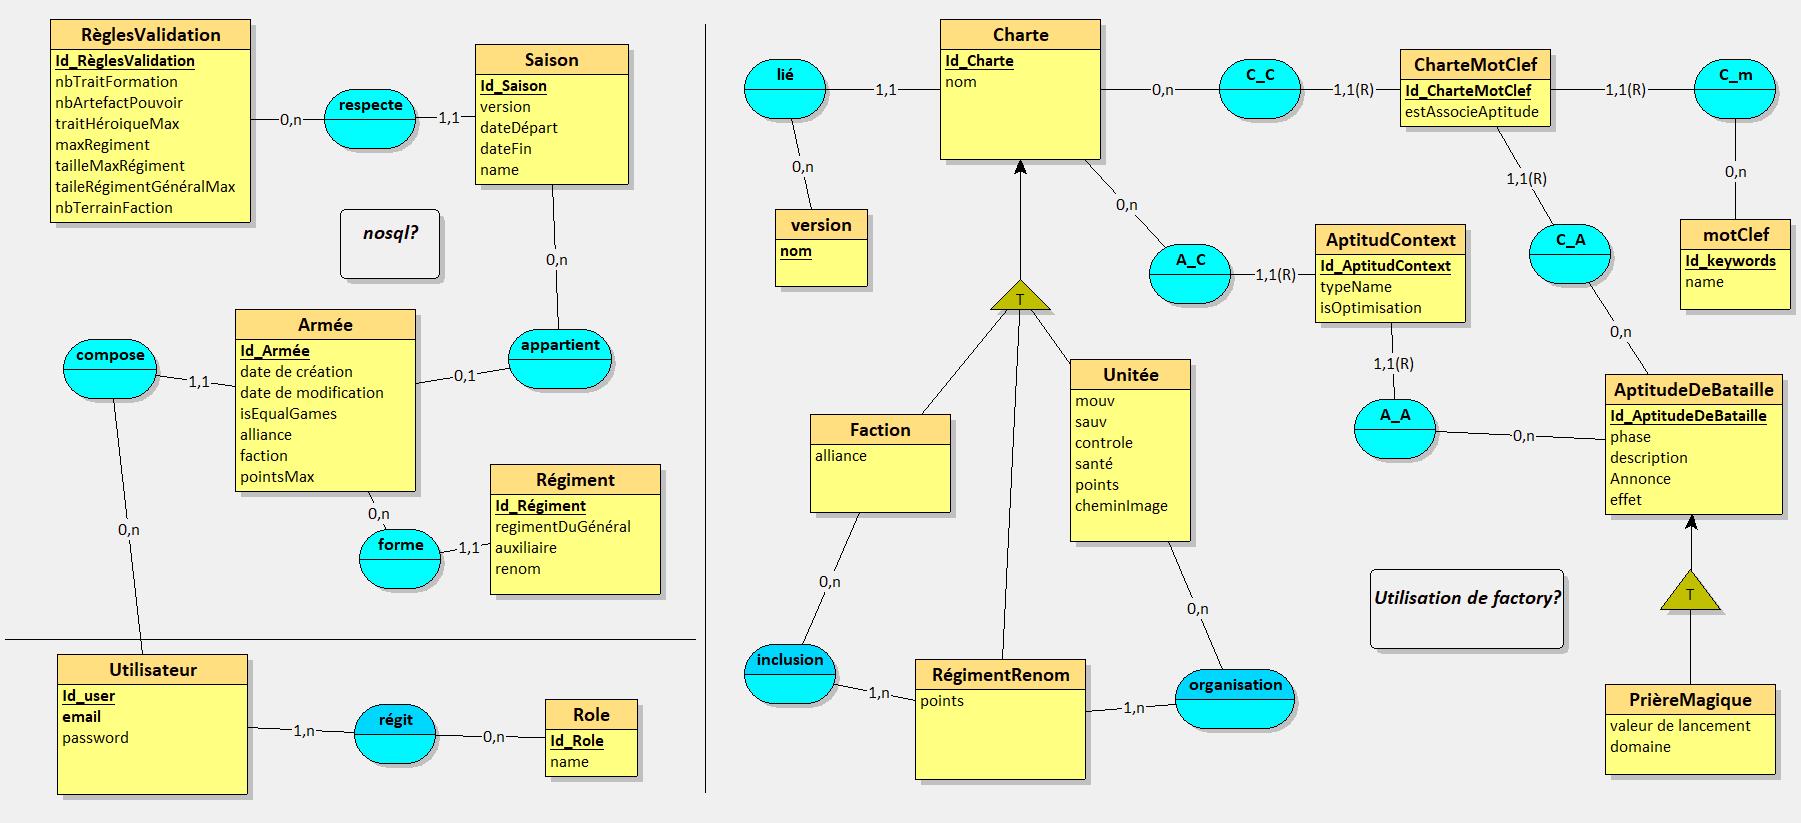 RèglesValidation
Id_RèglesValidation
nbTraitFormation
nbArtefactPouvoir
traitHéroiqueMax
maxRegiment
tailleMaxRégiment
taileRégimentGénéralMax
nbTerrainFaction
0,n
respecte
1,1
Saison
Id_Saison
version
dateDépart
dateFin
name
nosql?
0,n
appartient
0,1
Armée
Id_Armée
date de création
date de modification
isEqualGames
alliance
faction
pointsMax
compose
1,1
0,n
0,n
forme
1,1
Régiment
Id_Régiment
regimentDuGénéral
auxiliaire
renom
Utilisateur
Id_user
email
password
1,n
régit
0,n
Role
Id_Role
name
lié
1,1
0,n
version
nom
Charte
Id_Charte
nom
0,n
C_C
1,1(R)
CharteMotClef
Id_CharteMotClef
estAssocieAptitude
1,1(R)
C_m
0,n
motClef
Id_keywords
name
1,1(R)
C_A
0,n
0,n
A_C
1,1(R)
AptitudContext
Id_AptitudContext
typeName
isOptimisation
1,1(R)
A_A
0,n
AptitudeDeBataille
Id_AptitudeDeBataille
phase
description
Annonce
effet
T
Unitée
mouv
sauv
controle
santé
points
cheminImage
Faction
alliance
0,n
inclusion
1,n
RégimentRenom
points
1,n
organisation
0,n
Utilisation de factory?
T
PrièreMagique
valeur de lancement
domaine